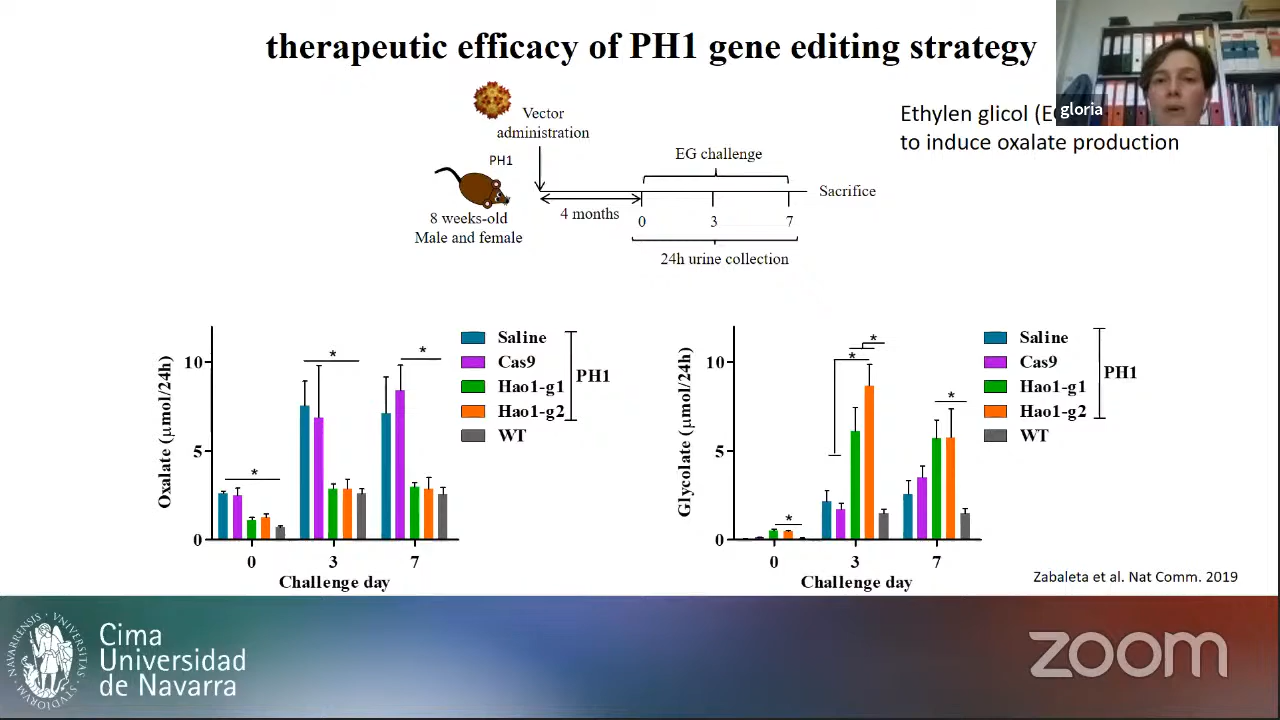 therapeutic efficacy of PH1 gene editing strategy
gloria
Ethylen glicol (E
to induce oxalate production
Vector
administration
PH1
EG challenge
Sacrifice
4 months
0
3
7
8 weeks-old
Male and female
24h urine collection
Oxalate (µmol/24h)
10
5
0
*
*
*
0
3
7
Challenge day
Saline
Cas9
Hao1-g1
Hao1-g2
WT
PH1
Glycolate (µmol/24h)
10
5
0
*
*
*
*
0
3
7
Challenge day
Saline
Cas9
Hao1-g1
Hao1-g2
WT
PH1
Zabaleta et al. Nat Comm. 2019
Cima
Universidad
de Navarra
zoom